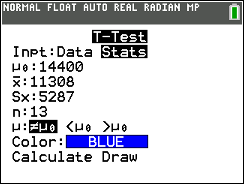 NORMAL FLOAT AUTO REAL RADIAN MP
T-Test
Inpt:Data Stats
μ₀:14400
x̄:11308
Sx:5287
n:13
μ:≠μ₀ <μ₀ >μ₀
Color: BLUE
Calculate Draw